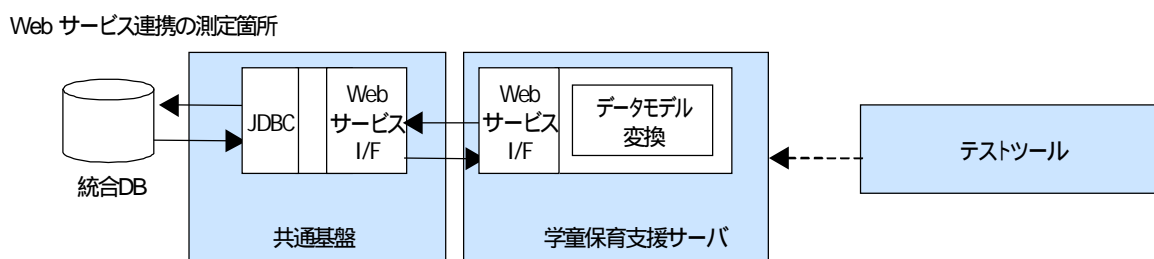 Web サービス連携の測定箇所
統合DB
JDBC
Web
サービス
I/F
共通基盤
Web
サービス
I/F
データモデル
変換
学童保育支援サーバ
テストツール